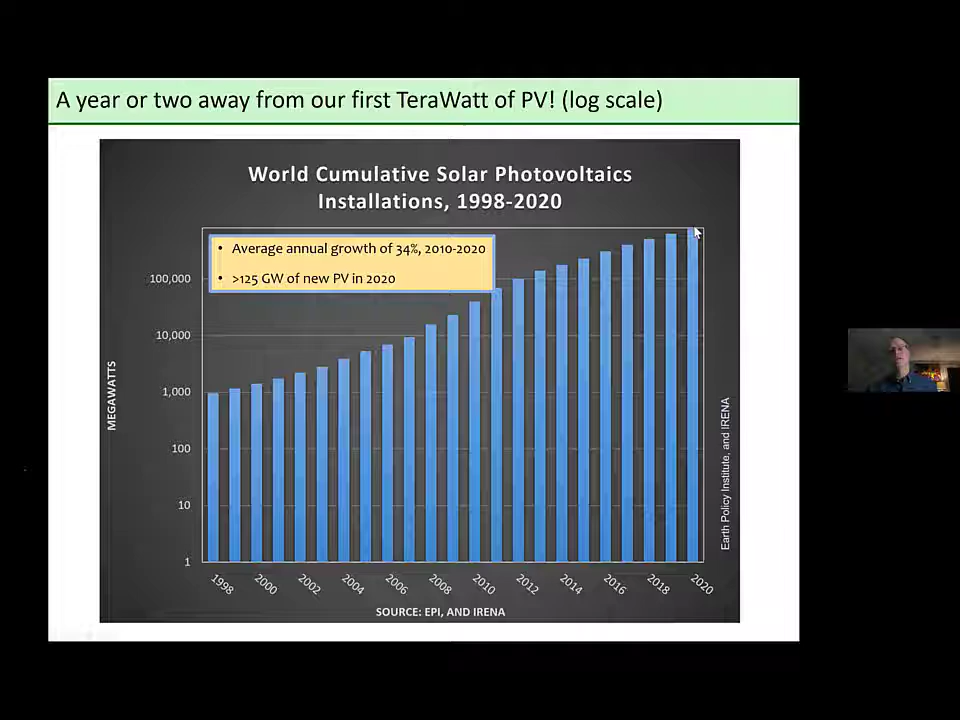 A year or two away from our first TeraWatt of PV! (log scale)
World Cumulative Solar Photovoltaics
Installations, 1998-2020
• Average annual growth of 34%, 2010-2020
• >125 GW of new PV in 2020
100,000
10,000
1,000
100
10
1
MEGAWATTS
1998
2000
2002
2004
2006
2008
2010
2012
2014
2016
2018
2020
SOURCE: EPI, AND IRENA
Earth Policy Institute, and IRENA